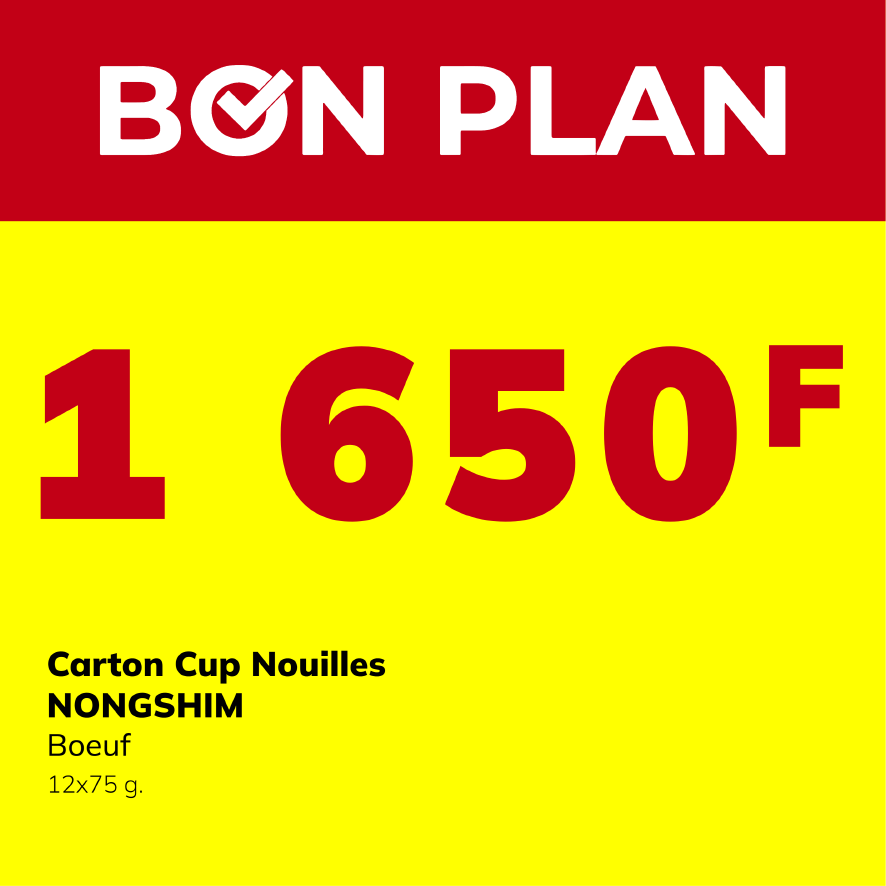 BON PLAN
1 650F
Carton Cup Nouilles
NONGSHIM
Boeuf
12x75 g.